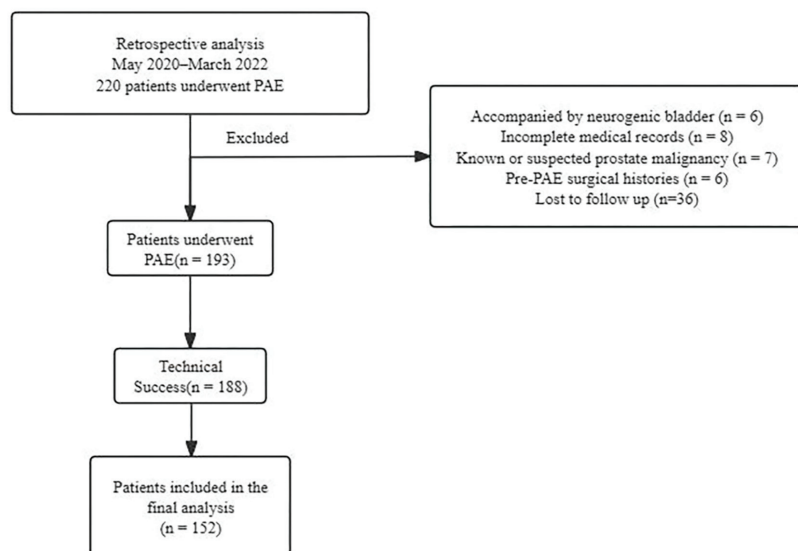 Retrospective analysis
May 2020–March 2022
220 patients underwent PAE
Excluded
Accompanied by neurogenic bladder (n = 6)
Incomplete medical records (n = 8)
Known or suspected prostate malignancy (n = 7)
Pre-PAE surgical histories (n = 6)
Lost to follow up (n=36)
Patients underwent
PAE(n = 193)
Technical
Success(n = 188)
Patients included in the
final analysis
(n = 152)